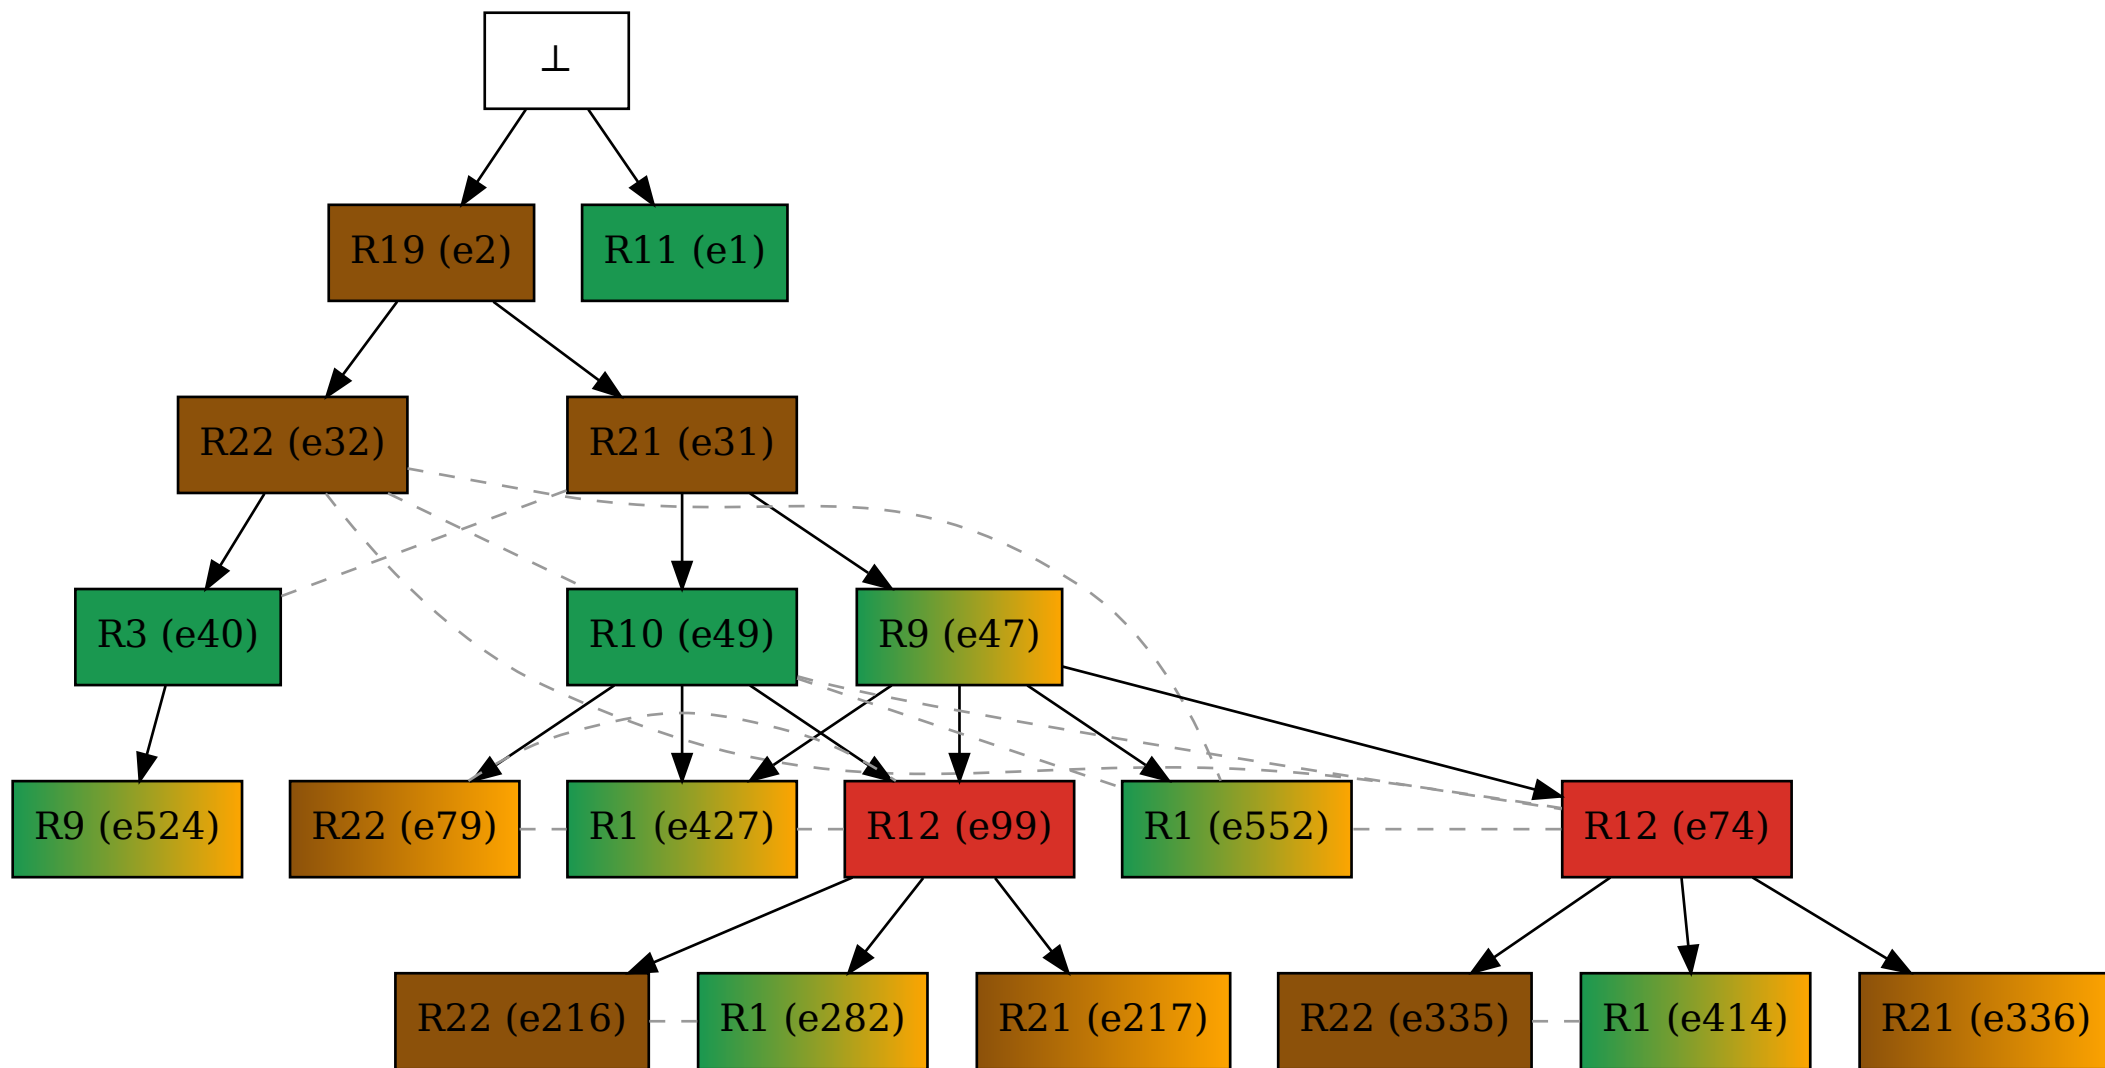 ⊥
R19 (e2)
R11 (e1)
R22 (e32)
R21 (e31)
R3 (e40)
R10 (e49)
R9 (e47)
R9 (e524)
R22 (e79)
R1 (e427)
R12 (e99)
R1 (e552)
R12 (e74)
R22 (e216)
R1 (e282)
R21 (e217)
R22 (e335)
R1 (e414)
R21 (e336)